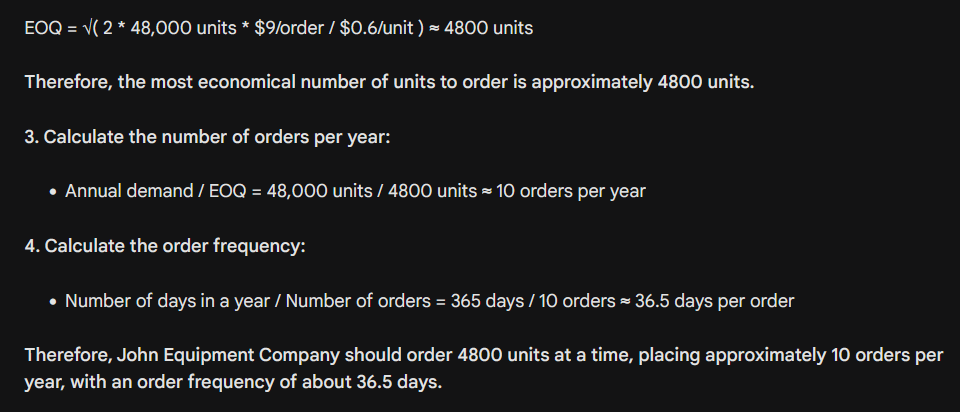 EOQ = √( 2 * 48,000 units * $9/order / $0.6/unit ) ≈ 4800 units
Therefore, the most economical number of units to order is approximately 4800 units.
3. Calculate the number of orders per year:
• Annual demand / EOQ = 48,000 units / 4800 units ≈ 10 orders per year
4. Calculate the order frequency:
• Number of days in a year / Number of orders = 365 days / 10 orders ≈ 36.5 days per order
Therefore, John Equipment Company should order 4800 units at a time, placing approximately 10 orders per
year, with an order frequency of about 36.5 days.